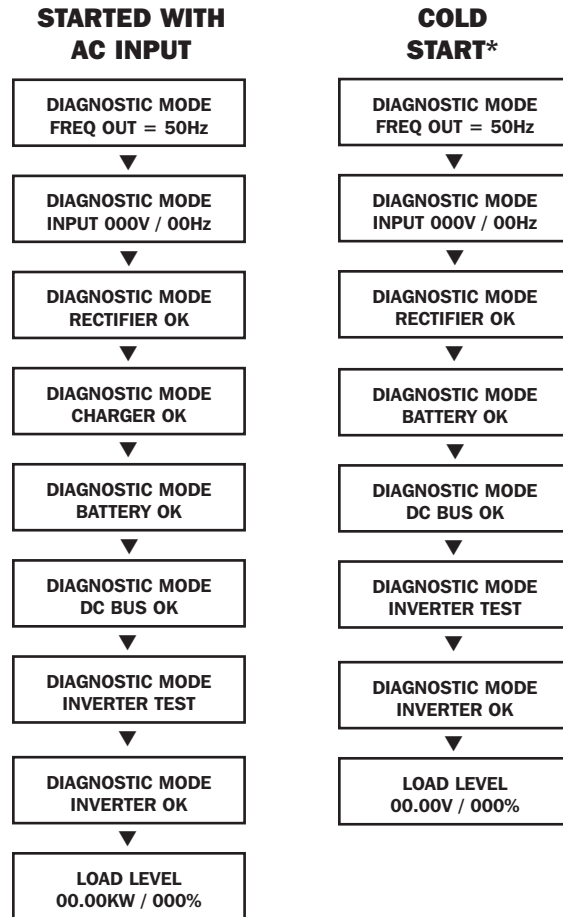 STARTED WITH
AC INPUT
DIAGNOSTIC MODE
FREQ OUT = 50Hz
▼
DIAGNOSTIC MODE
INPUT 000V / 00Hz
▼
DIAGNOSTIC MODE
RECTIFIER OK
▼
DIAGNOSTIC MODE
CHARGER OK
▼
DIAGNOSTIC MODE
BATTERY OK
▼
DIAGNOSTIC MODE
DC BUS OK
▼
DIAGNOSTIC MODE
INVERTER TEST
▼
DIAGNOSTIC MODE
INVERTER OK
▼
LOAD LEVEL
00.00KW / 000%
COLD
START*
DIAGNOSTIC MODE
FREQ OUT = 50Hz
▼
DIAGNOSTIC MODE
INPUT 000V / 00Hz
▼
DIAGNOSTIC MODE
RECTIFIER OK
▼
DIAGNOSTIC MODE
BATTERY OK
▼
DIAGNOSTIC MODE
DC BUS OK
▼
DIAGNOSTIC MODE
INVERTER TEST
▼
DIAGNOSTIC MODE
INVERTER OK
▼
LOAD LEVEL
00.00V / 000%